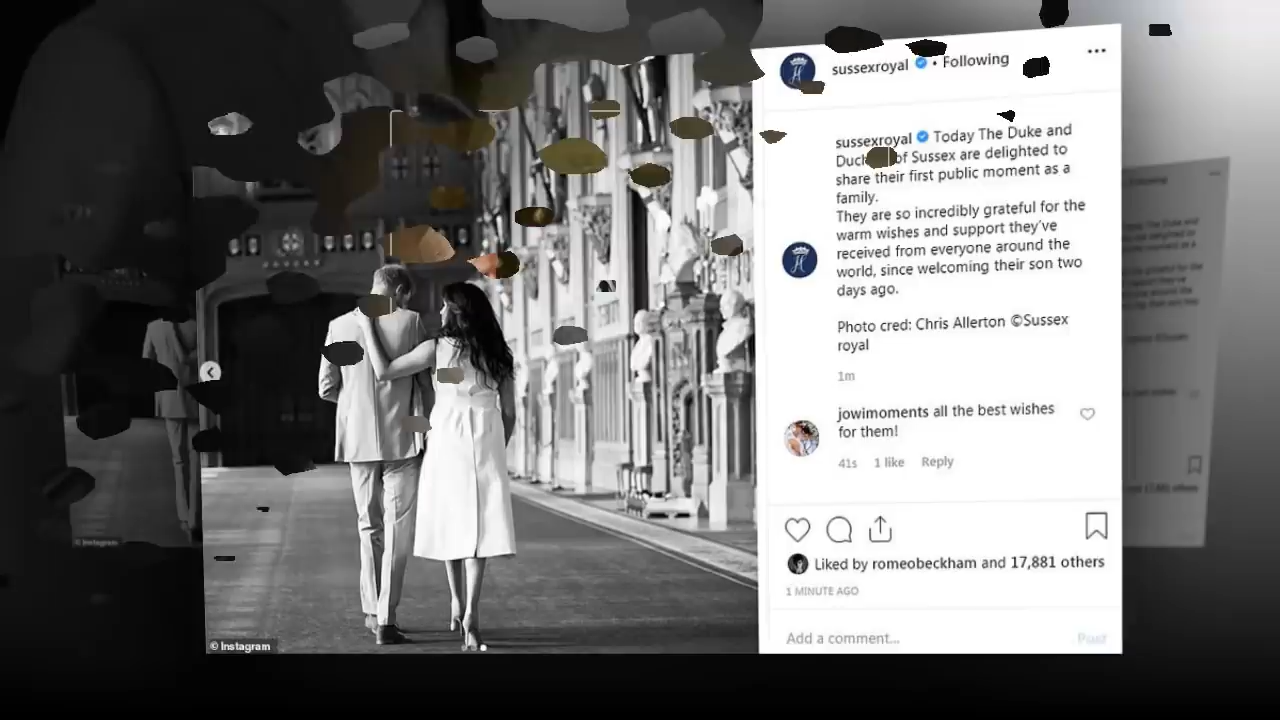 sussexroyal • Following
sussexroyal Today The Duke and
of Sussex are delighted to
share their first public moment as a
family.
They are so incredibly grateful for the
warm wishes and support they've
received from everyone around the
world, since welcoming their son two
days ago.
Photo cred: Chris Allerton ©Sussex
royal
1m
jowimoments all the best wishes
for them!
41s 1 like Reply
Liked by romeobeckham and 17,881 others
1 MINUTE AGO
Add a comment... Post
© Instagram
© Instagram